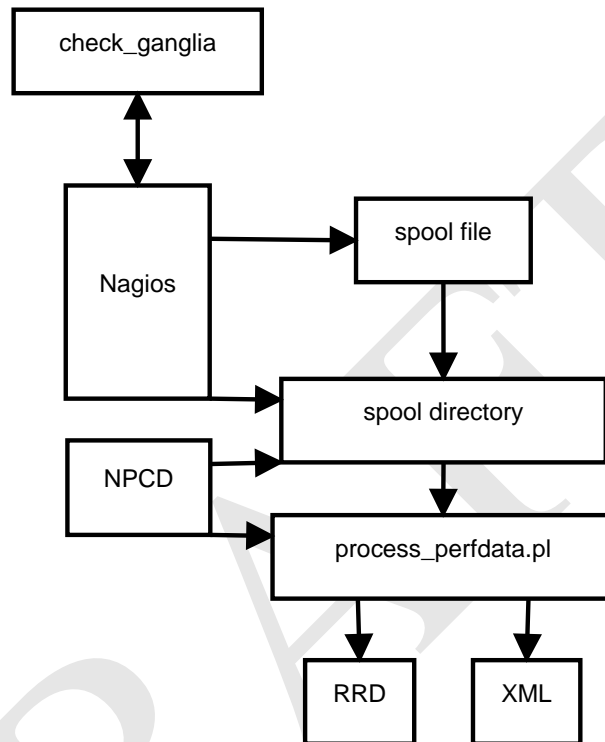 check_ganglia
Nagios
spool file
spool directory
NPCD
process_perfdata.pl
RRD
XML